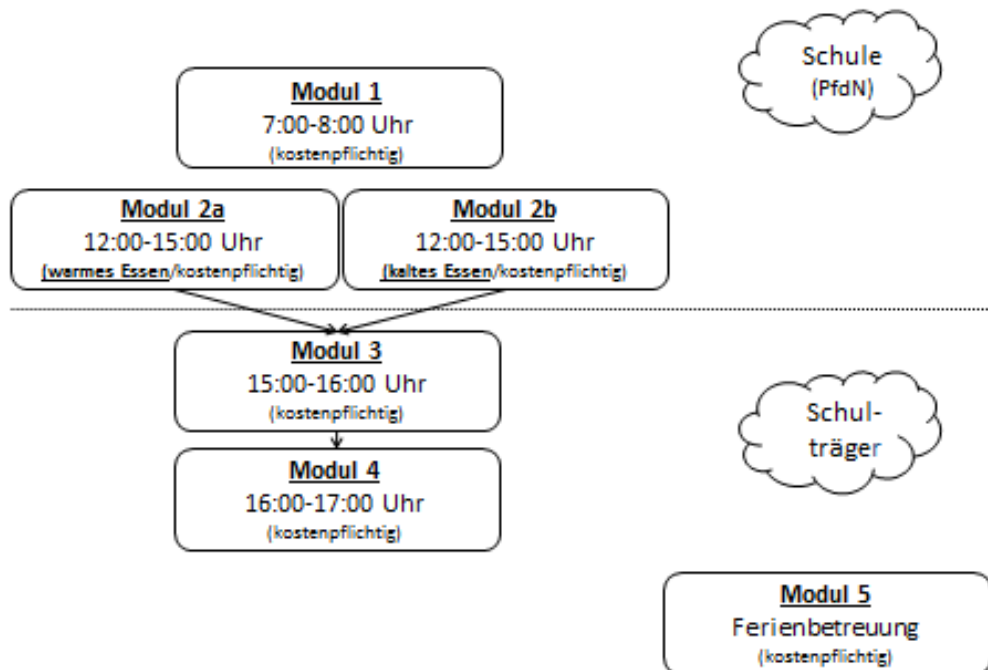 Schule
(PfdN)
Modul 1
7:00-8:00 Uhr
(kostenpflichtig)
Modul 2a
12:00-15:00 Uhr
(warmes Essen/kostenpflichtig)
Modul 2b
12:00-15:00 Uhr
(kaltes Essen/kostenpflichtig)
Modul 3
15:00-16:00 Uhr
(kostenpflichtig)
Schul-
träger
Modul 4
16:00-17:00 Uhr
(kostenpflichtig)
Modul 5
Ferienbetreuung
(kostenpflichtig)